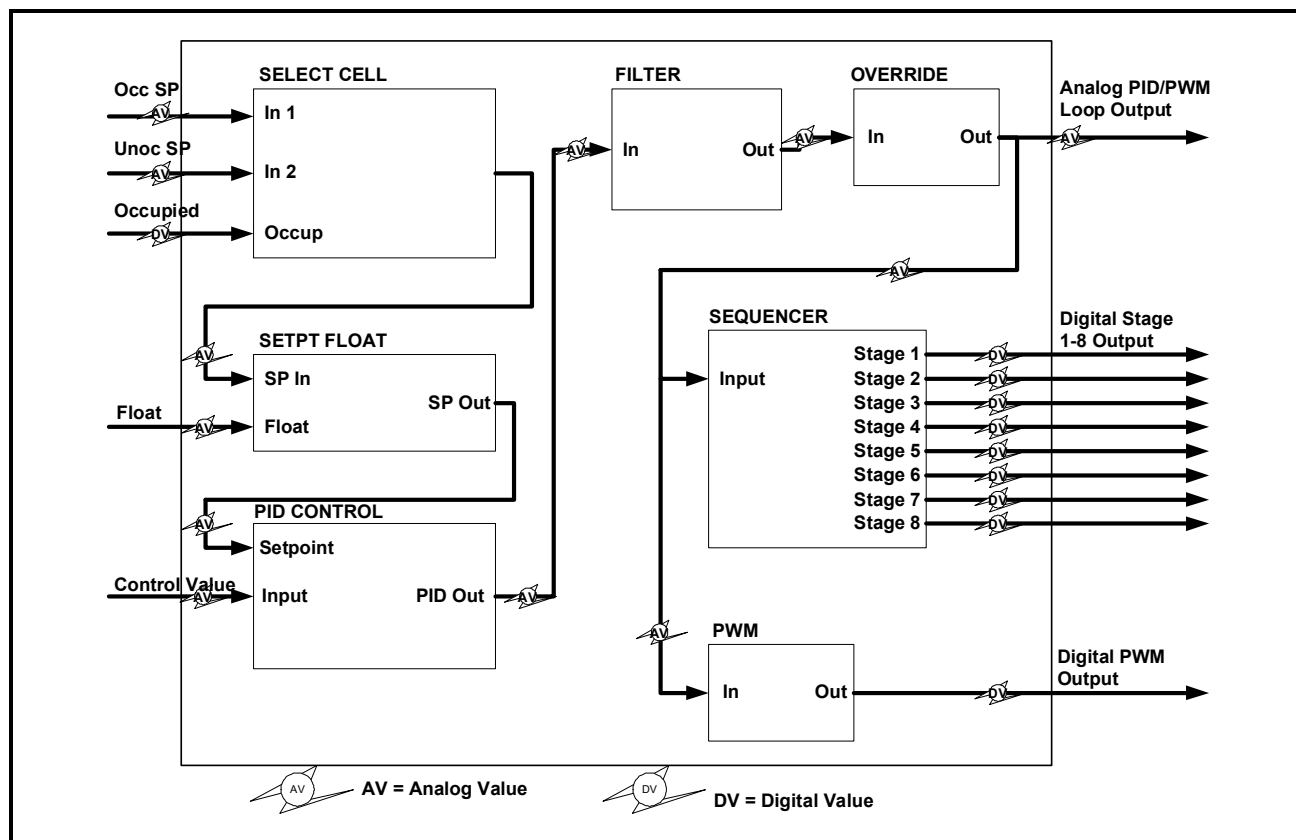 SELECT CELL
Occ SP
AV
In 1
Unoc SP
AV
In 2
Occupied
DV
Occup
FILTER
AV
In
Out
OVERRIDE
AV
In
Out
Analog PID/PWM
Loop Output
AV
AV
SETPT FLOAT
AV
SP In
SP Out
Float
AV
Float
PID CONTROL
AV
Setpoint
Control Value
AV
Input
PID Out
AV
SEQUENCER
Input
Digital Stage
1-8 Output
Stage 1
DV
Stage 2
DV
Stage 3
DV
Stage 4
DV
Stage 5
DV
Stage 6
DV
Stage 7
DV
Stage 8
DV
AV
PWM
In
Out
DV
Digital PWM
Output
AV
AV = Analog Value
DV
DV = Digital Value